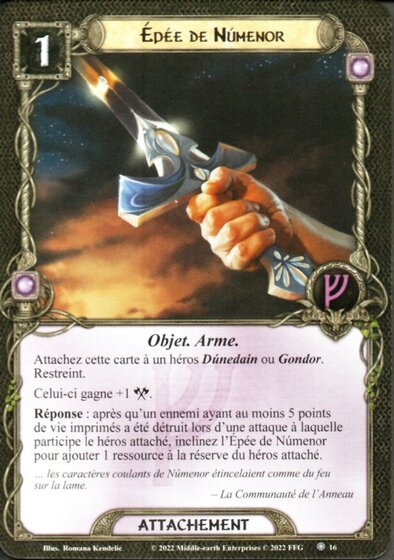 1
ÉPÉE DE NÚMENOR
Objet. Arme.
Attachez cette carte à un héros Dúnedain ou Gondor.
Restreint.
Celui-ci gagne +1 .
Réponse : après qu'un ennemi ayant au moins 5 points
de vie imprimés a été détruit lors d'une attaque à laquelle
participe le héros attaché, inclinez l'Épée de Númenor
pour ajouter 1 ressource à la réserve du héros attaché.
... les caractères coulants de Númenor étincelaient comme du feu
sur la lame.
– La Communauté de l'Anneau
ATTACHEMENT
Illus. Romana Kendelic © 2022 Middle-earth Enterprises © 2022 FFG 16